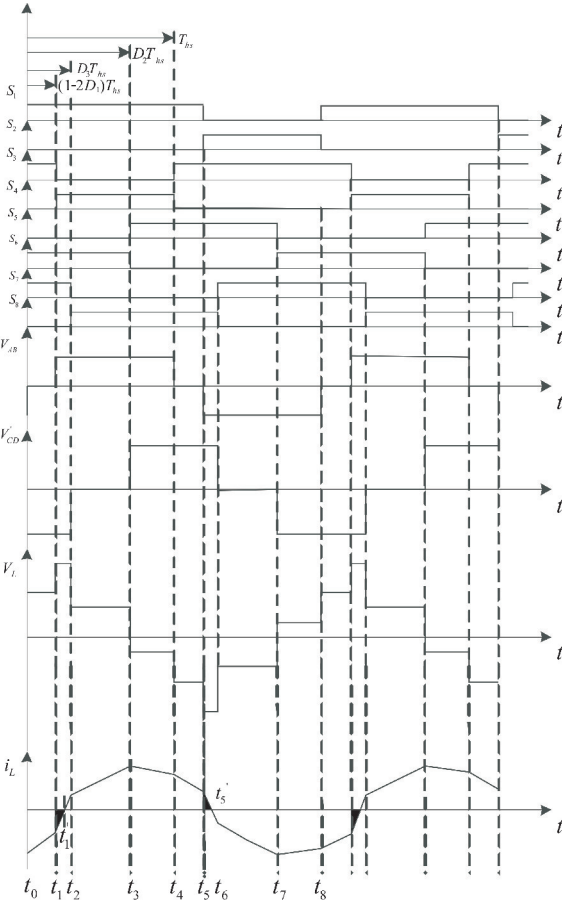 T_hs
D_2T_hs
D_3T_hs
(1-2D_1)T_hs
S_1
t
S_2
t
S_3
t
S_4
t
S_5
t
S_6
t
S_7
t
S_8
t
V_AB
t
V'_CD
t
V_L
t
i_L
t_5'
t
t_1'
t_0 t_1 t_2 t_3 t_4 t_5 t_6 t_7 t_8